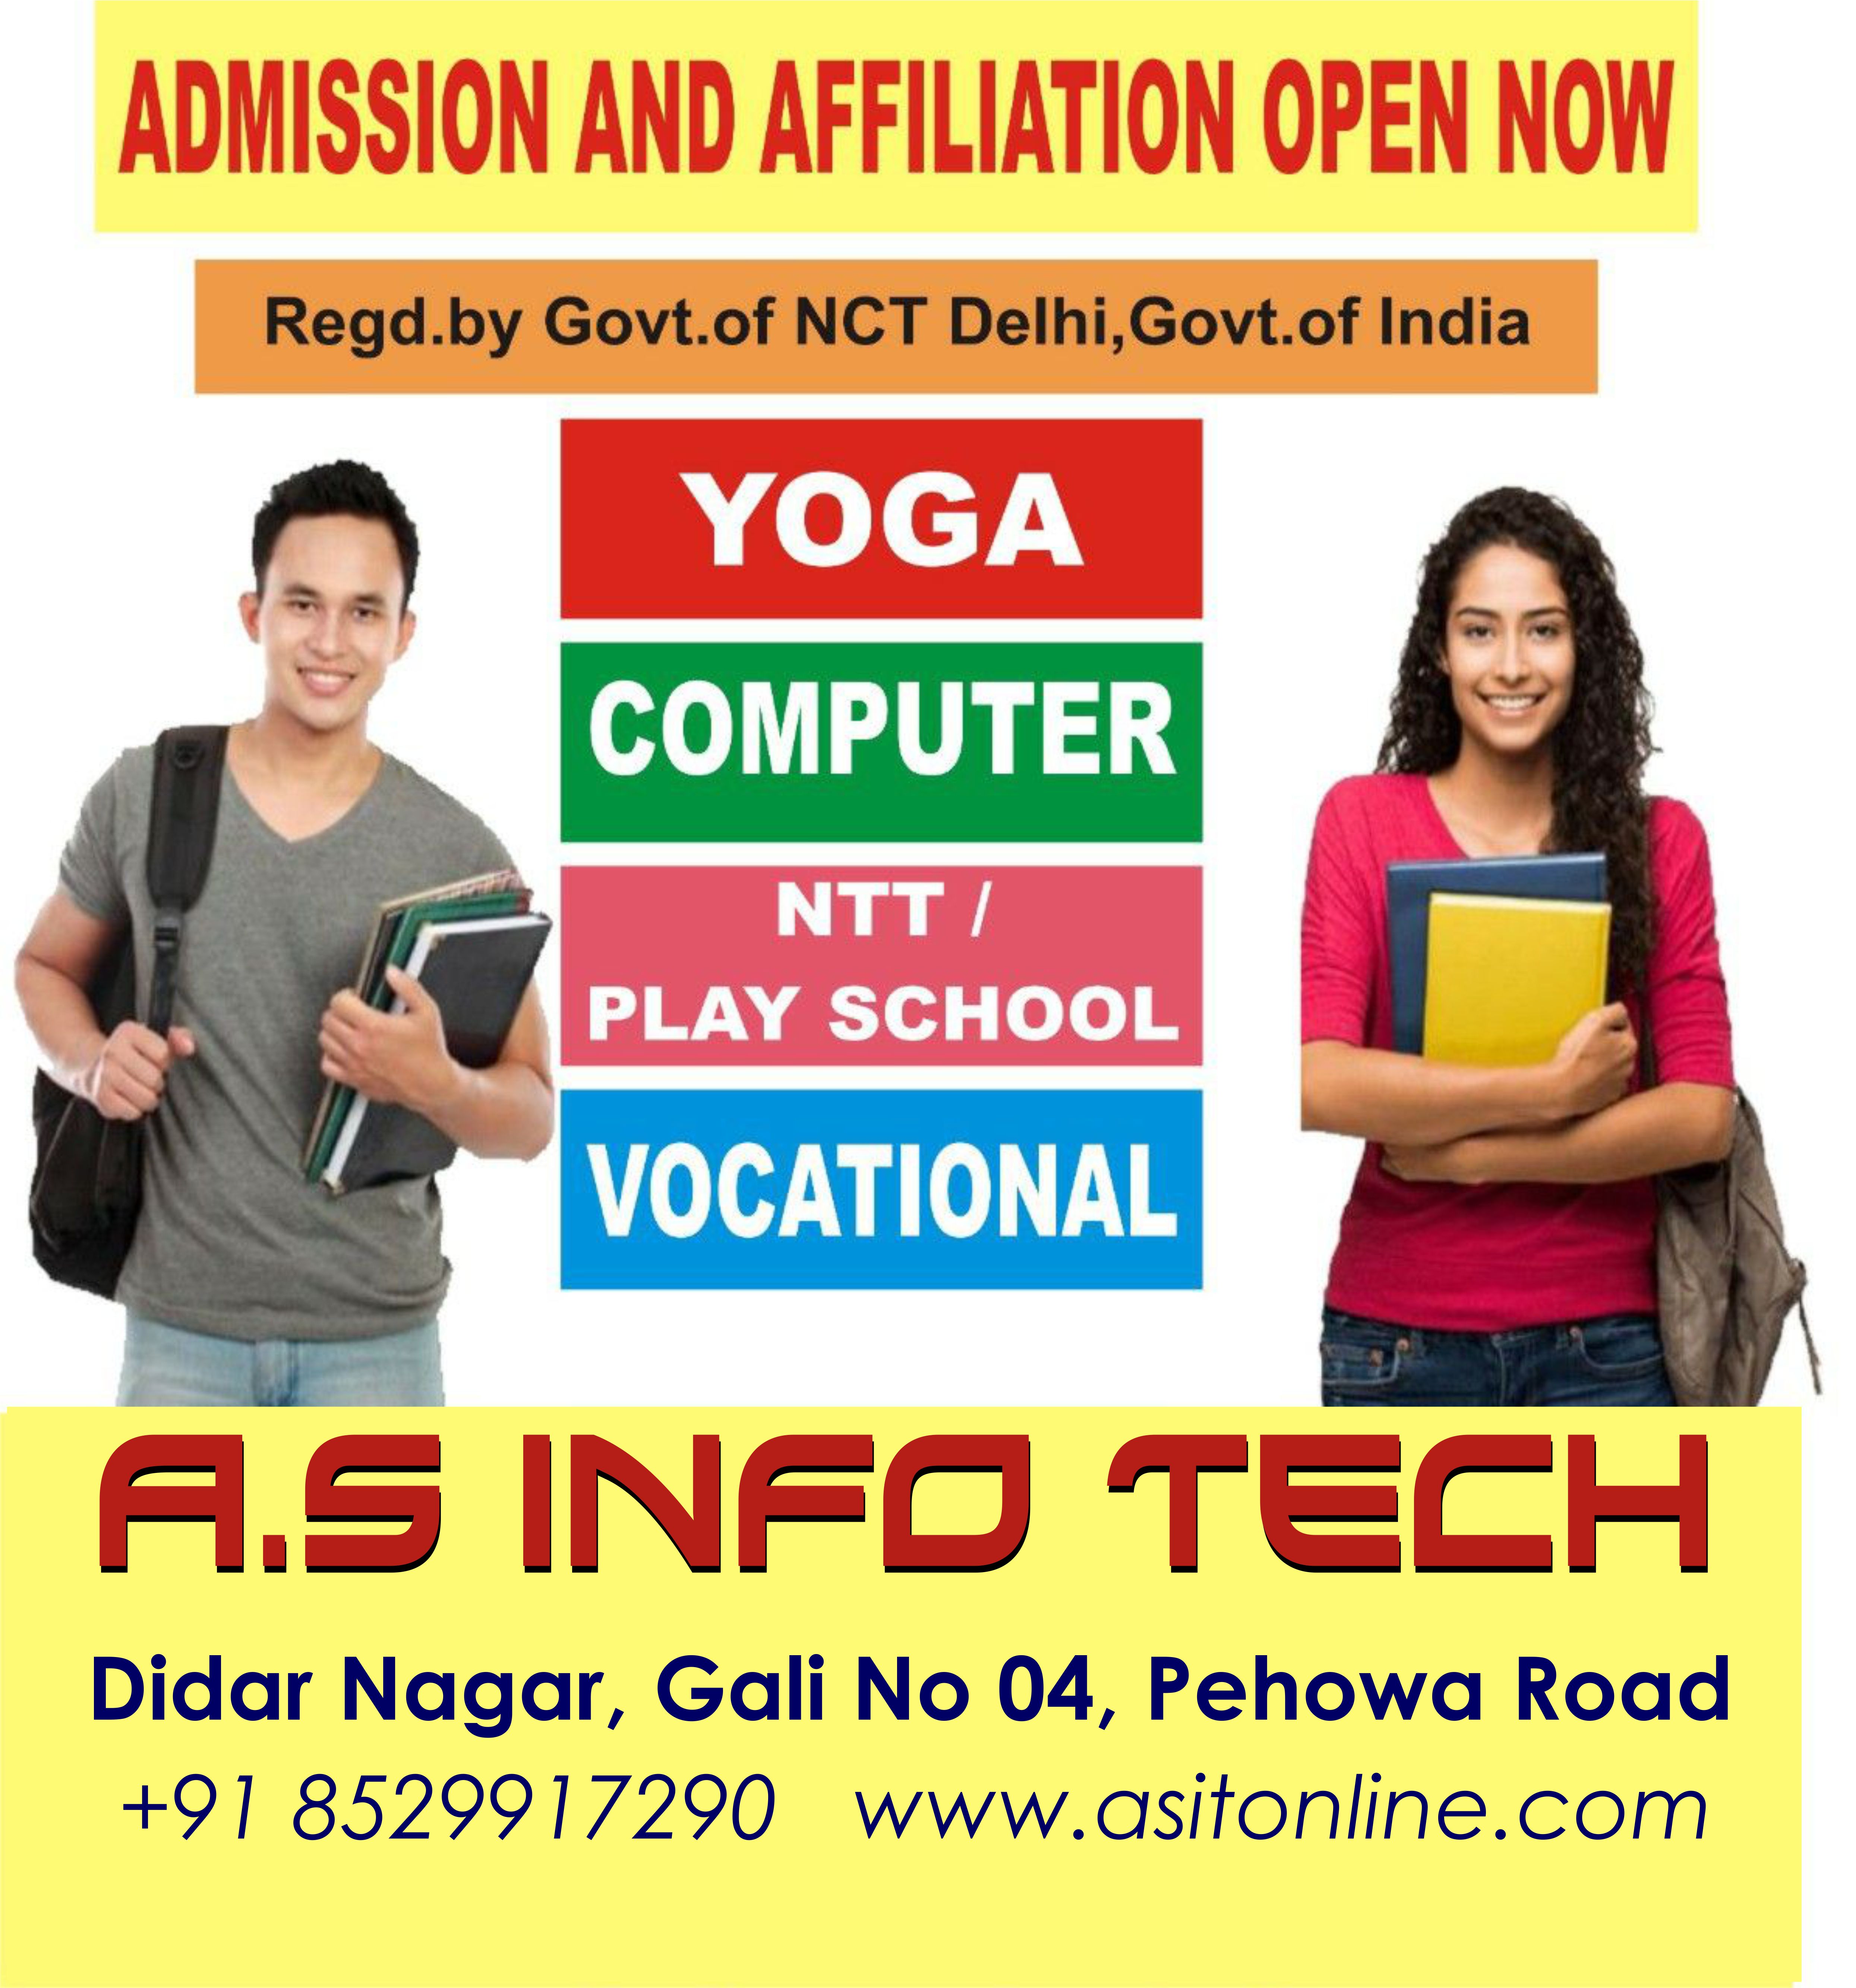 ADMISSION AND AFFILIATION OPEN NOW
Regd.by Govt.of NCT Delhi,Govt.of India
YOGA
COMPUTER
NTT /
PLAY SCHOOL
VOCATIONAL
A.S INFO TECH
Didar Nagar, Gali No 04, Pehowa Road
+91 8529917290 www.asitonline.com